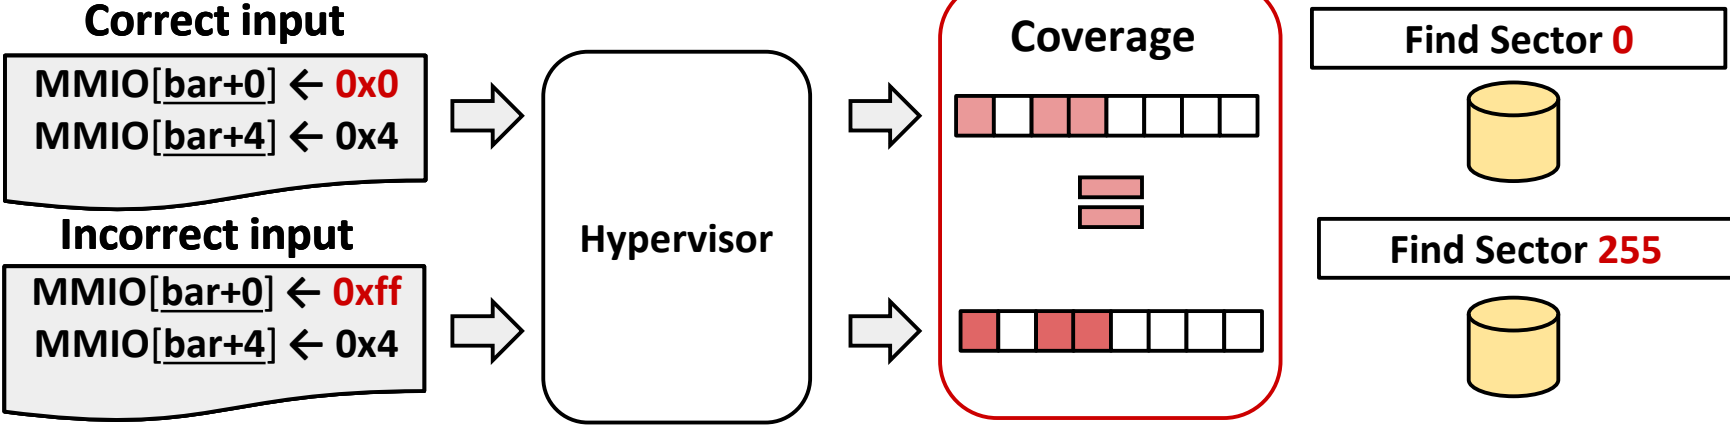 Correct input
MMIO[bar+0] ← 0x0
MMIO[bar+4] ← 0x4
Incorrect input
MMIO[bar+0] ← 0xff
MMIO[bar+4] ← 0x4
Hypervisor
Coverage
Find Sector 0
Find Sector 255